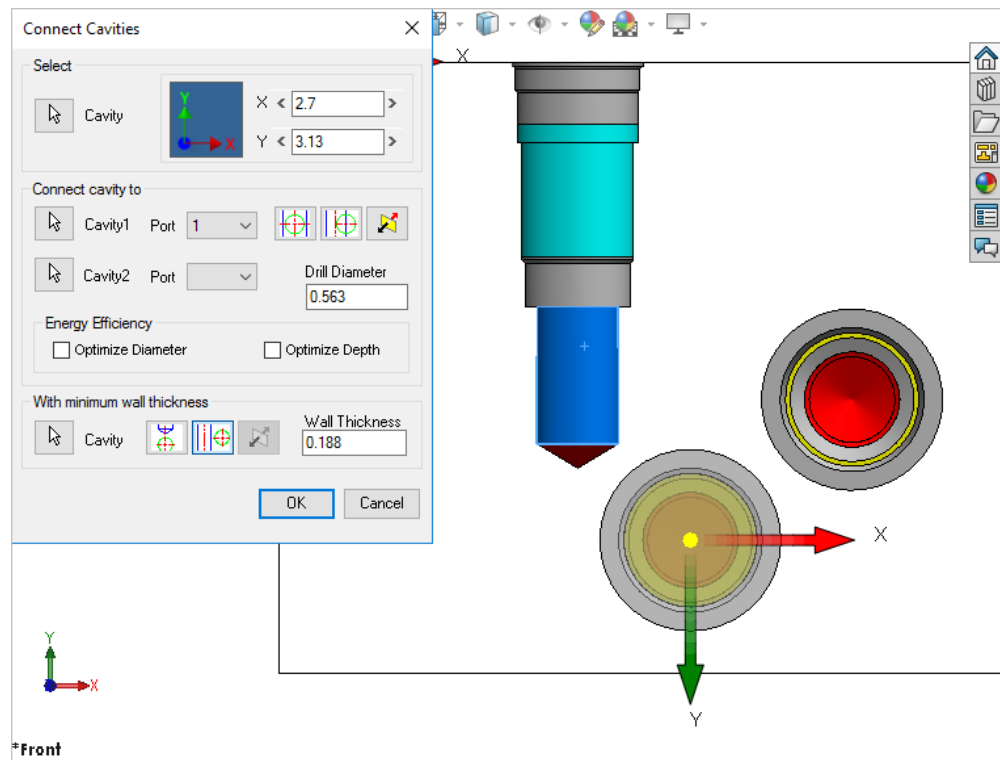 Connect Cavities
Select
Cavity
Y
X
X < 2.7 >
Y < 3.13 >
Connect cavity to
Cavity1 Port 1
Cavity2 Port
Drill Diameter
0.563
Energy Efficiency
Optimize Diameter
Optimize Depth
With minimum wall thickness
Cavity
Wall Thickness
0.188
OK
Cancel
X
X
Y
Y
X
*Front